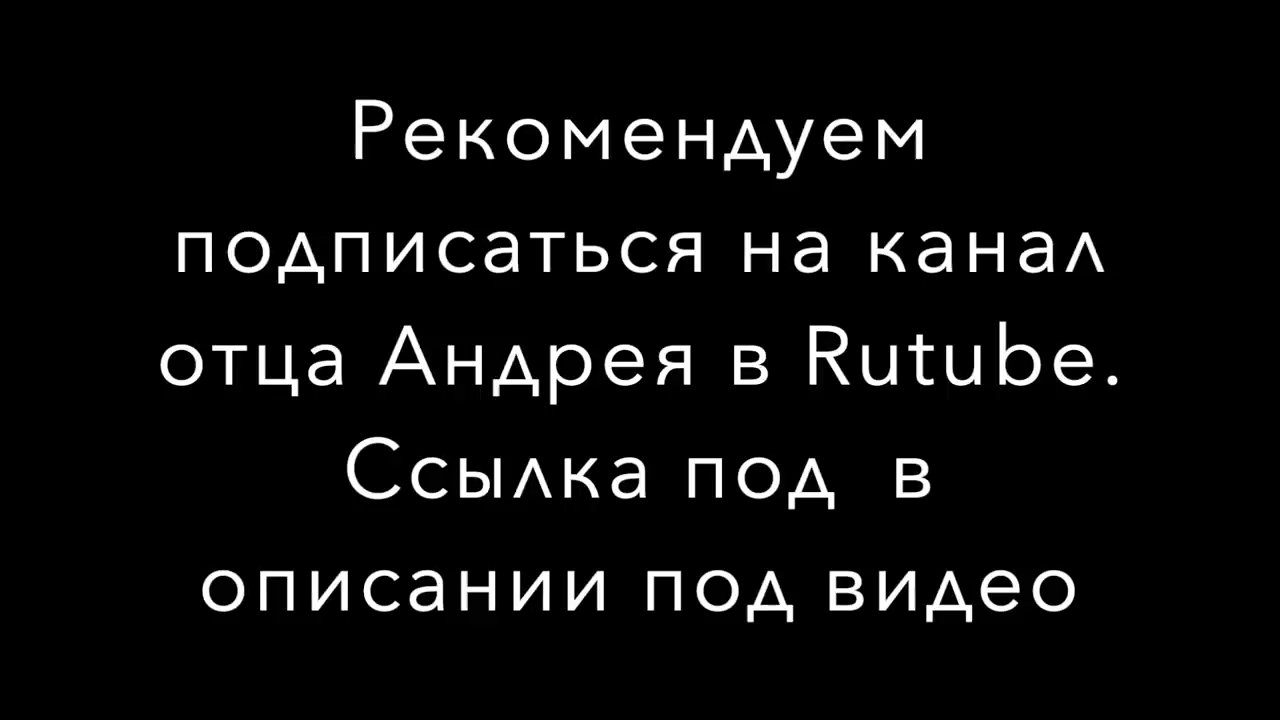 Рекомендуем
подписаться на канал
отца Андрея в Rutube.
Ссылка под  в
описании под видео